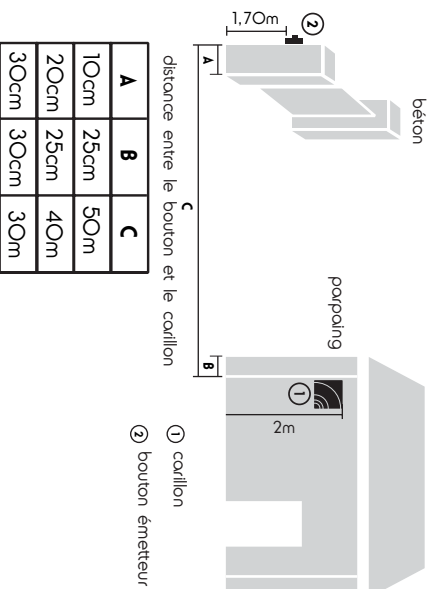 béton
1,70m
2
parpaing
1
2m
A
B
C
distance entre le bouton et le carillon
1 carillon
2 bouton émetteur
A B C
10cm 25cm 50m
20cm 25cm 40m
30cm 30cm 30m